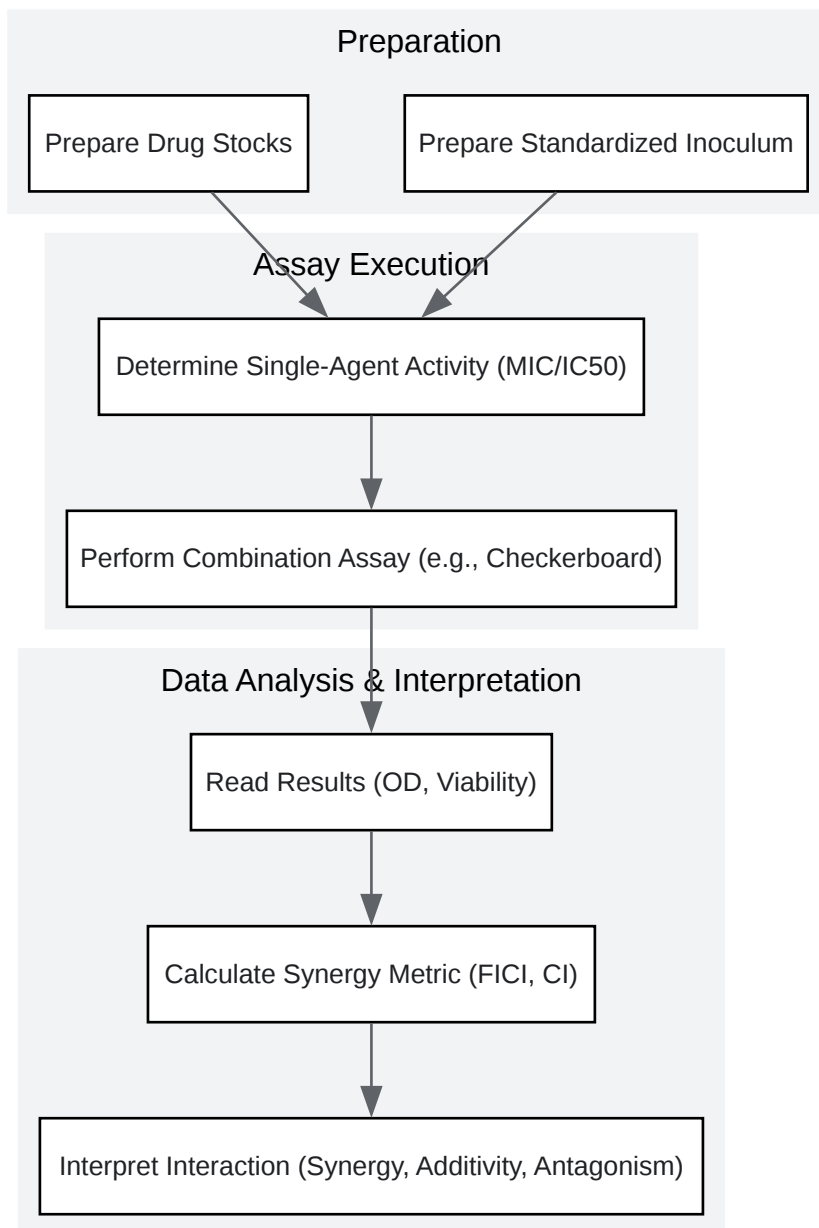 Preparation
Prepare Drug Stocks
Prepare Standardized Inoculum
Assay Execution
Determine Single-Agent Activity (MIC/IC50)
Perform Combination Assay (e.g., Checkerboard)
Data Analysis & Interpretation
Read Results (OD, Viability)
Calculate Synergy Metric (FICI, CI)
Interpret Interaction (Synergy, Additivity, Antagonism)